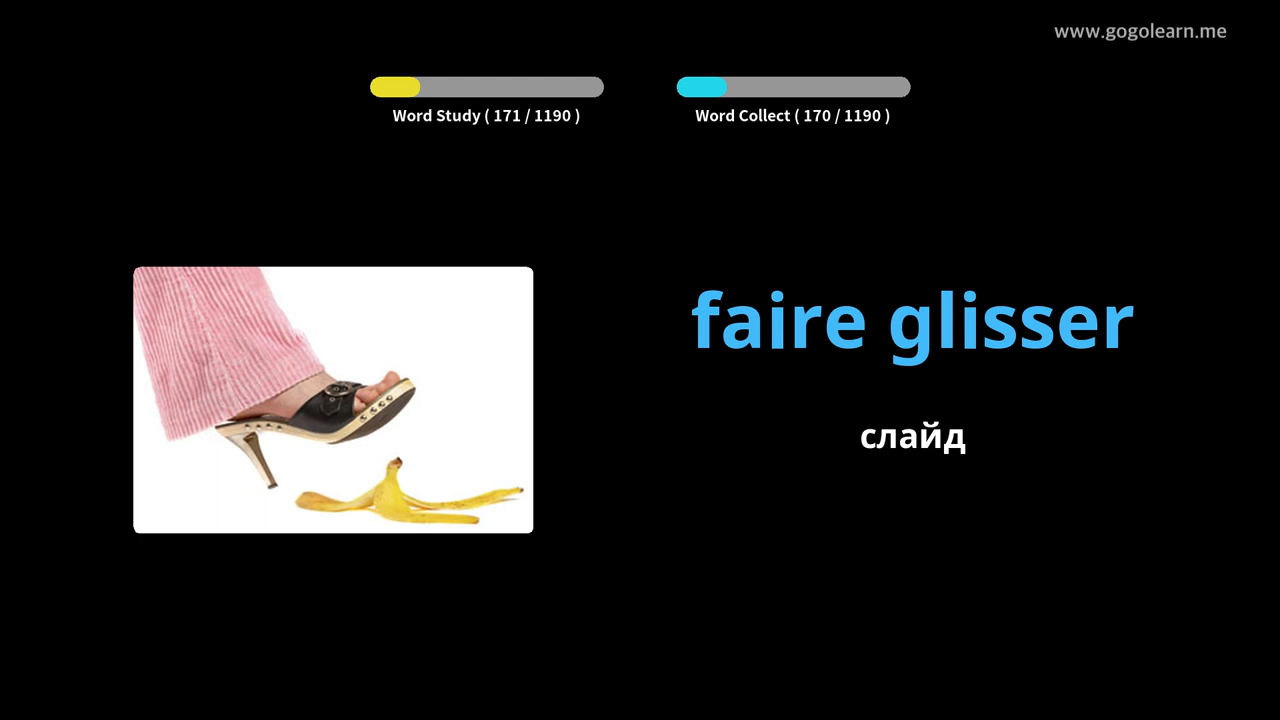 www.gogolearn.me
Word Study ( 171 / 1190 )
Word Collect ( 170 / 1190 )
faire glisser
слайд